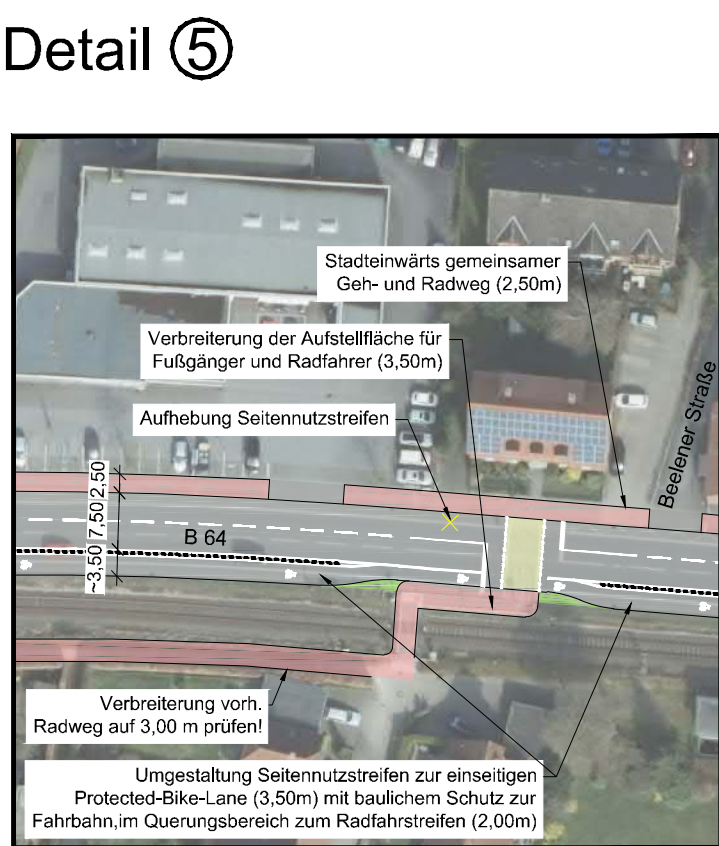 Detail 5
Stadteinwärts gemeinsamer
Geh- und Radweg (2,50m)
Verbreiterung der Aufstellfläche für
Fußgänger und Radfahrer (3,50m)
Aufhebung Seitennutzstreifen
Beelener Straße
2,50
7,50
~3,50
B 64
Verbreiterung vorh.
Radweg auf 3,00 m prüfen!
Umgestaltung Seitennutzstreifen zur einseitigen
Protected-Bike-Lane (3,50m) mit baulichem Schutz zur
Fahrbahn,im Querungsbereich zum Radfahrstreifen (2,00m)